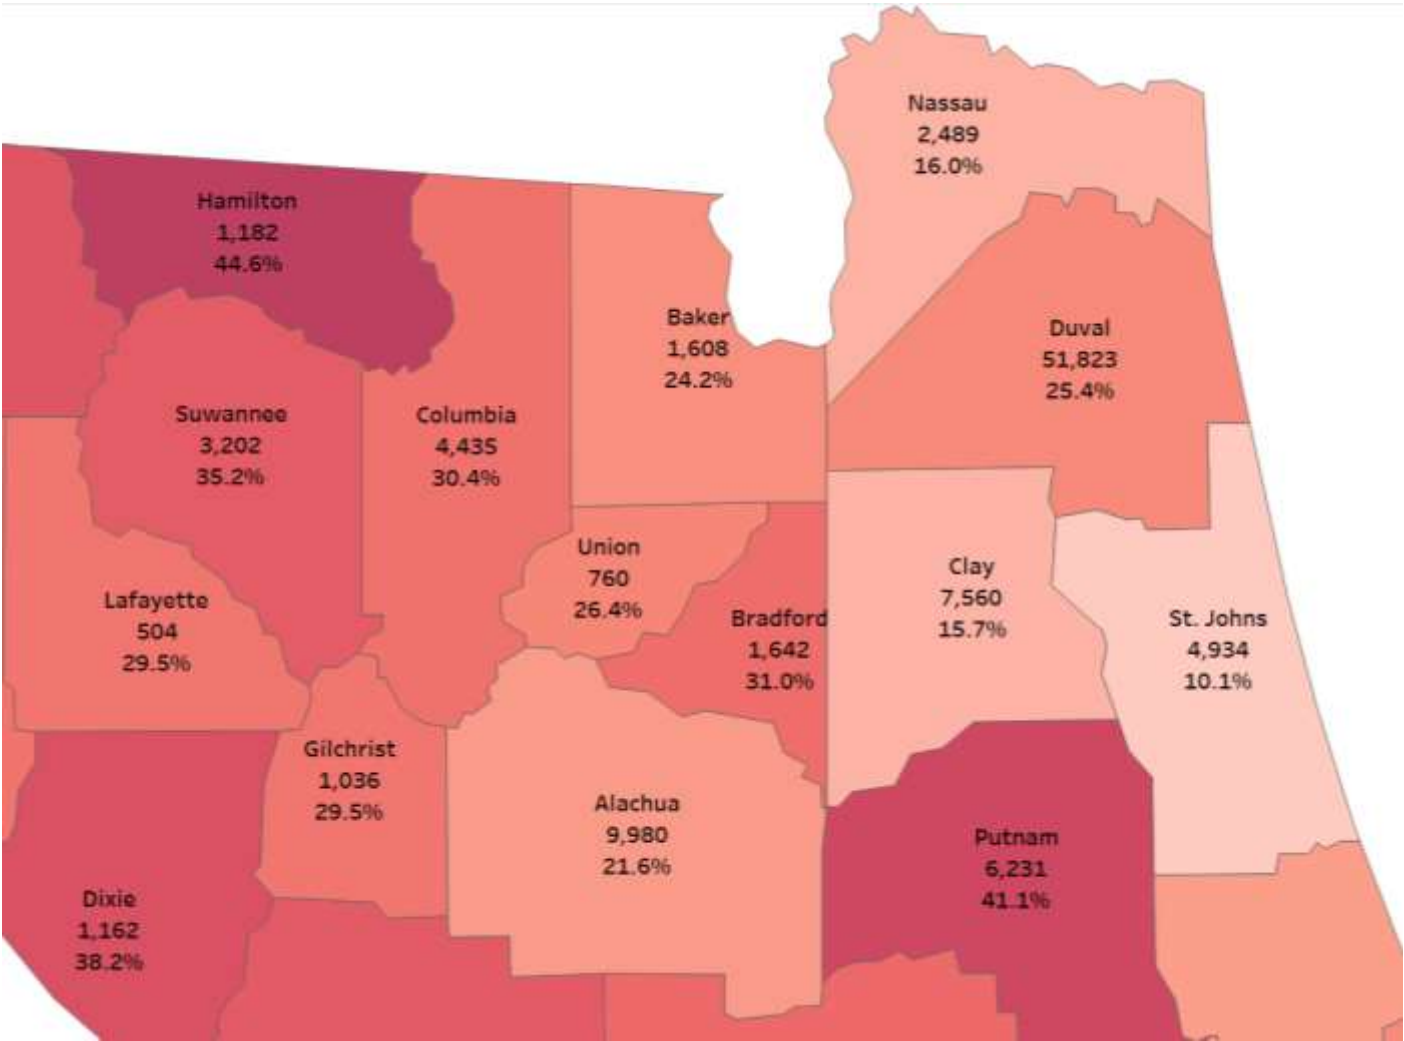 Nassau
2,489
16.0%
Hamilton
1,182
44.6%
Baker
1,608
24.2%
Duval
51,823
25.4%
Suwannee
3,202
35.2%
Columbia
4,435
30.4%
Union
760
26.4%
Clay
7,560
15.7%
Lafayette
504
29.5%
Bradford
1,642
31.0%
St. Johns
4,934
10.1%
Gilchrist
1,036
29.5%
Alachua
9,980
21.6%
Putnam
6,231
41.1%
Dixie
1,162
38.2%